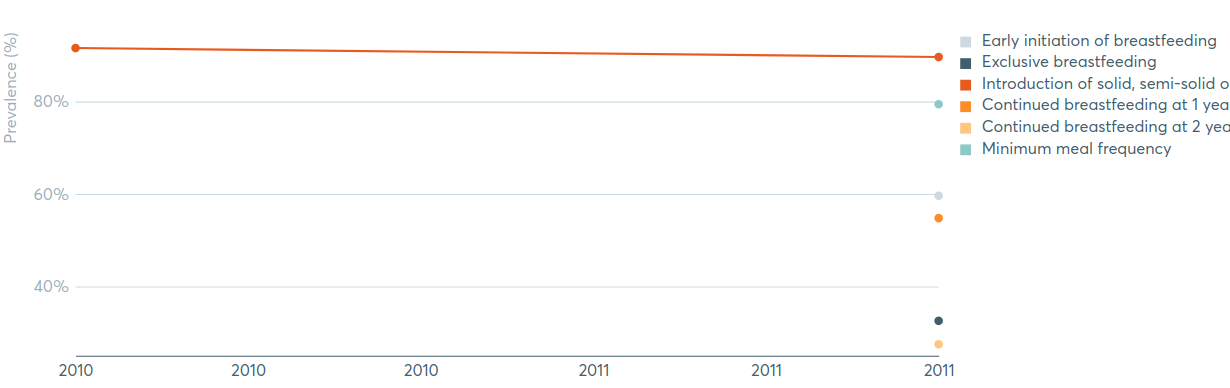 Prevalence (%)
80%
60%
40%
2010 2010 2010 2011 2011 2011
Early initiation of breastfeeding
Exclusive breastfeeding
Introduction of solid, semi-solid o
Continued breastfeeding at 1 yea
Continued breastfeeding at 2 yea
Minimum meal frequency